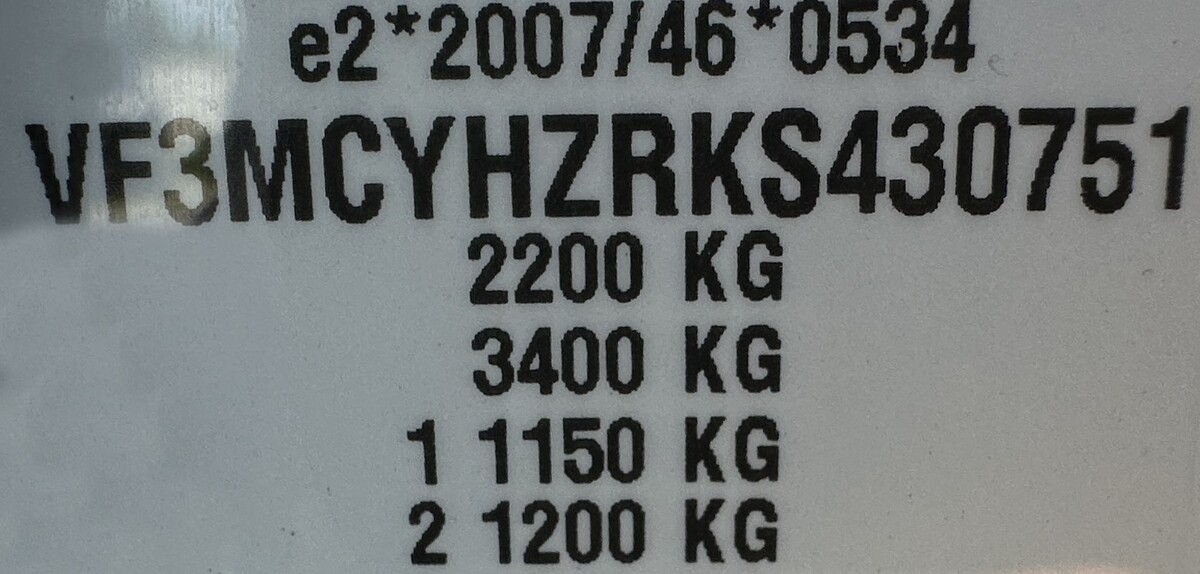 e2*2007/46*0534
VF3MCYHZRKS430751
2200 KG
3400 KG
1 1150 KG
2 1200 KG